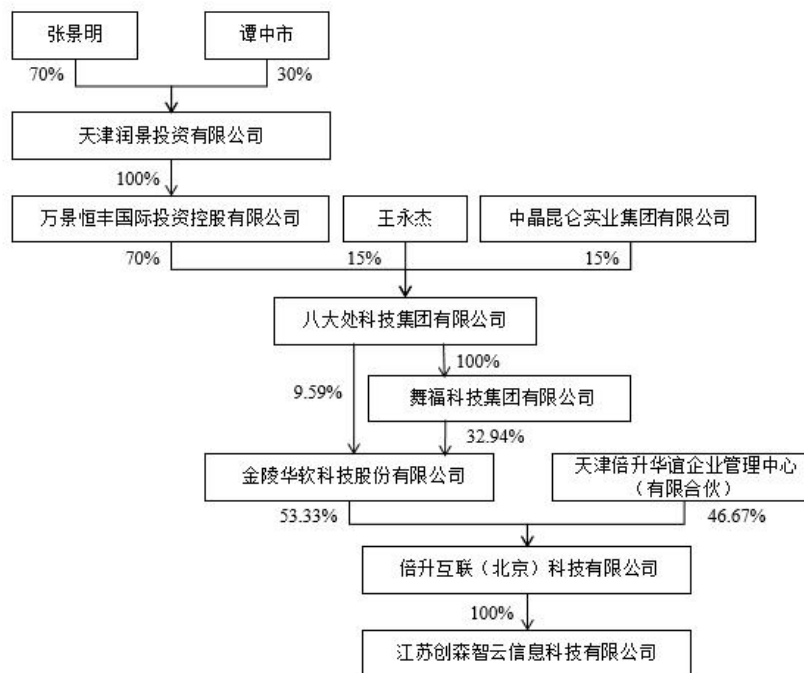 张景明
谭中市
70%
30%
天津润景投资有限公司
100%
万景恒丰国际投资控股有限公司
王永杰
中晶昆仑实业集团有限公司
70%
15%
15%
八大处科技集团有限公司
100%
9.59%
舞福科技集团有限公司
32.94%
金陵华软科技股份有限公司
天津倍升华谊企业管理中心
（有限合伙）
53.33%
46.67%
倍升互联（北京）科技有限公司
100%
江苏创森智云信息科技有限公司